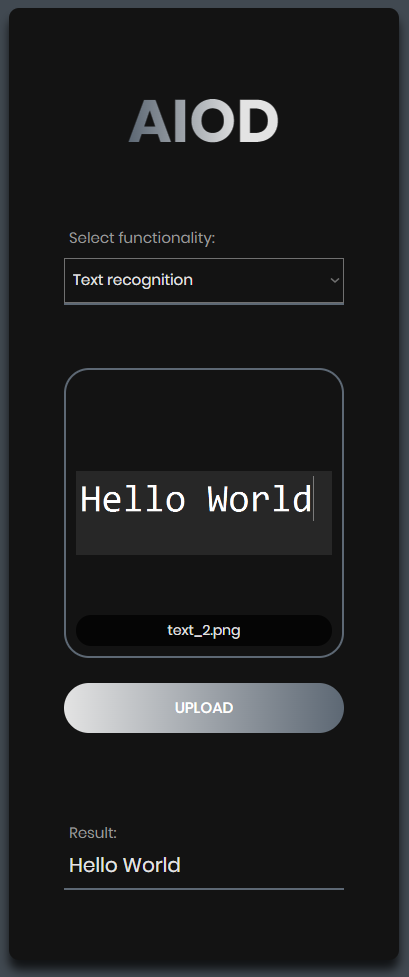 AIOD
Select functionality:
Text recognition
Hello World
text_2.png
UPLOAD
Result:
Hello World